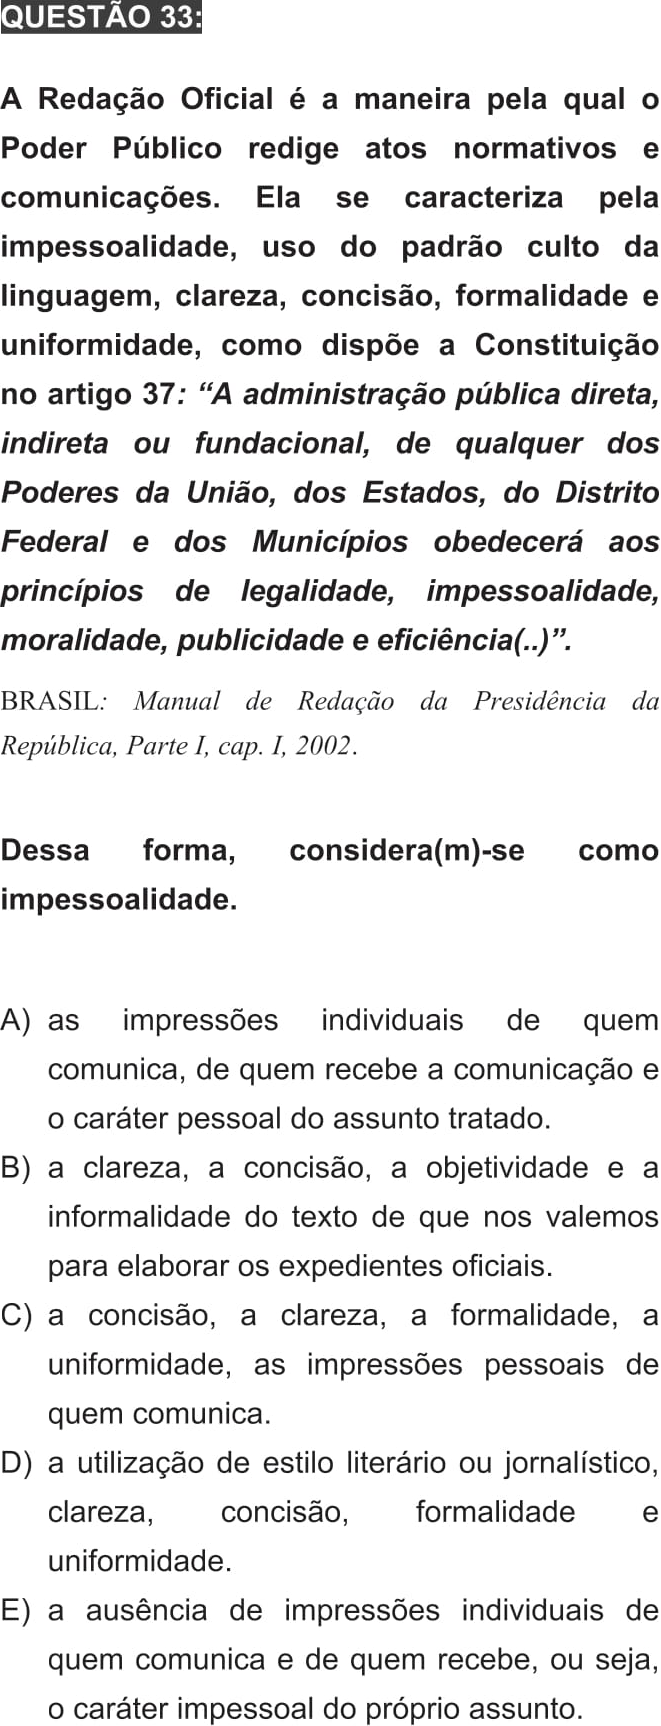 QUESTÃO 33:
A Redação Oficial é a maneira pela qual o
Poder Público redige atos normativos e
comunicações. Ela se caracteriza pela
impessoalidade, uso do padrão culto da
linguagem, clareza, concisão, formalidade e
uniformidade, como dispõe a Constituição
no artigo 37: “A administração pública direta,
indireta ou fundacional, de qualquer dos
Poderes da União, dos Estados, do Distrito
Federal e dos Municípios obedecerá aos
princípios de legalidade, impessoalidade,
moralidade, publicidade e eficiência(..)”.
BRASIL: Manual de Redação da Presidência da
República, Parte I, cap. I, 2002.
Dessa forma, considera(m)-se como
impessoalidade.
A) as impressões individuais de quem
comunica, de quem recebe a comunicação e
o caráter pessoal do assunto tratado.
B) a clareza, a concisão, a objetividade e a
informalidade do texto de que nos valemos
para elaborar os expedientes oficiais.
C) a concisão, a clareza, a formalidade, a
uniformidade, as impressões pessoais de
quem comunica.
D) a utilização de estilo literário ou jornalístico,
clareza, concisão, formalidade e
uniformidade.
E) a ausência de impressões individuais de
quem comunica e de quem recebe, ou seja,
o caráter impessoal do próprio assunto.